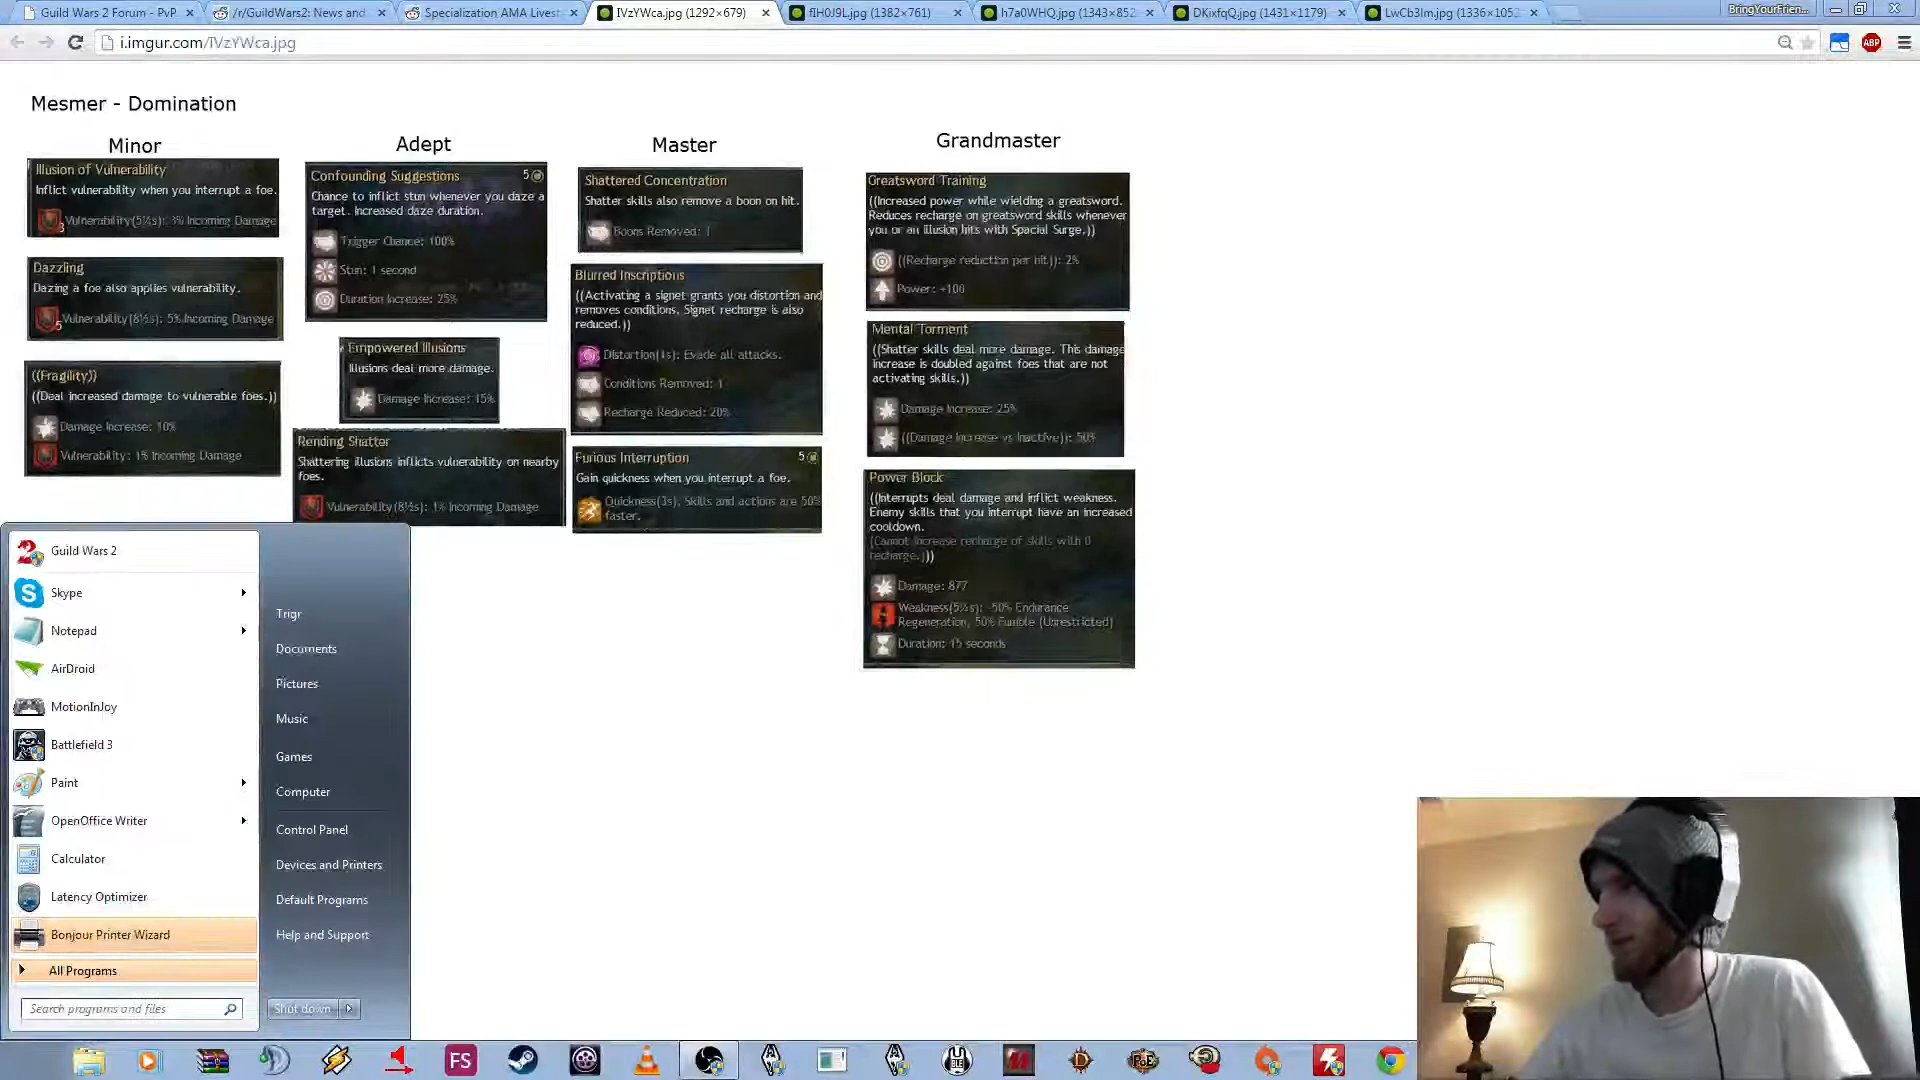 Guild Wars 2 Forum - PvP
/r/GuildWars2: News and
Specialization AMA Livest
IVzYWca.jpg (1292×679)
flH0J9L.jpg (1382×761)
h7a0WHQ.jpg (1343×852
DKixfqQ.jpg (1431×1179)
LwCb3lm.jpg (1336×1052
BringYourFrien...
i.imgur.com/IVzYWca.jpg
ABP
Mesmer - Domination
Minor
Illusion of Vulnerability
Inflict vulnerability when you interrupt a foe.
3 Vulnerability(5½s): 3% Incoming Damage
Dazzling
Dazing a foe also applies vulnerability.
5 Vulnerability(8½s): 5% Incoming Damage
((Fragility))
((Deal increased damage to vulnerable foes.))
Damage Increase: 10%
Vulnerability: 1% Incoming Damage
Adept
Confounding Suggestions 5
Chance to inflict stun whenever you daze a
target. Increased daze duration.
Trigger Chance: 100%
Stun: 1 second
Duration Increase: 25%
Empowered Illusions
Illusions deal more damage.
Damage Increase: 15%
Rending Shatter
Shattering illusions inflicts vulnerability on nearby
foes.
Vulnerability(8½s): 1% Incoming Damage
Master
Shattered Concentration
Shatter skills also remove a boon on hit.
Boons Removed: 1
Blurred Inscriptions
((Activating a signet grants you distortion and
removes conditions. Signet recharge is also
reduced.))
Distortion(1s): Evade all attacks.
Conditions Removed: 1
Recharge Reduced: 20%
Furious Interruption 5
Gain quickness when you interrupt a foe.
Quickness(3s), Skills and actions are 50%
faster.
Grandmaster
Greatsword Training
((Increased power while wielding a greatsword.
Reduces recharge on greatsword skills whenever
you or an illusion hits with Spacial Surge.))
((Recharge reduction per hit)): 2%
Power: +100
Mental Torment
((Shatter skills deal more damage. This damage
increase is doubled against foes that are not
activating skills.))
Damage Increase: 25%
((Damage Increase vs Inactive)): 50%
Power Block
((Interrupts deal damage and inflict weakness.
Enemy skills that you interrupt have an increased
cooldown.
(Cannot increase recharge of skills with 0
recharge.)))
Damage: 877
Weakness(5½s): -50% Endurance
Regeneration, 50% Fumble (Unrestricted)
Duration: 15 seconds
Guild Wars 2
Skype
Notepad
AirDroid
MotionInJoy
Battlefield 3
Paint
OpenOffice Writer
Calculator
Latency Optimizer
Bonjour Printer Wizard
All Programs
Search programs and files
Trigr
Documents
Pictures
Music
Games
Computer
Control Panel
Devices and Printers
Default Programs
Help and Support
Shut down
FS